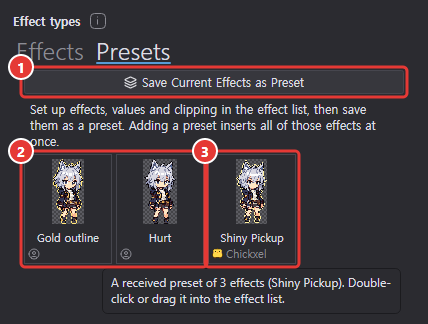 Effect types i
Effects Presets
1
Save Current Effects as Preset
Set up effects, values and clipping in the effect list, then save
them as a preset. Adding a preset inserts all of those effects at
once.
2
3
Gold outline
Hurt
Shiny Pickup
Chickxel
A received preset of 3 effects (Shiny Pickup). Double-
click or drag it into the effect list.